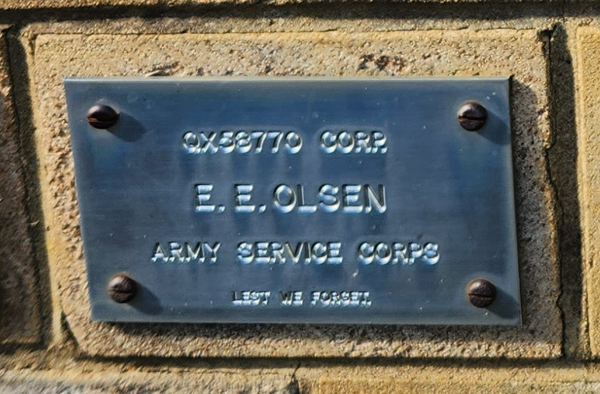 QX58770 CORP.
E. E. OLSEN
ARMY SERVICE CORPS
LEST WE FORGET.